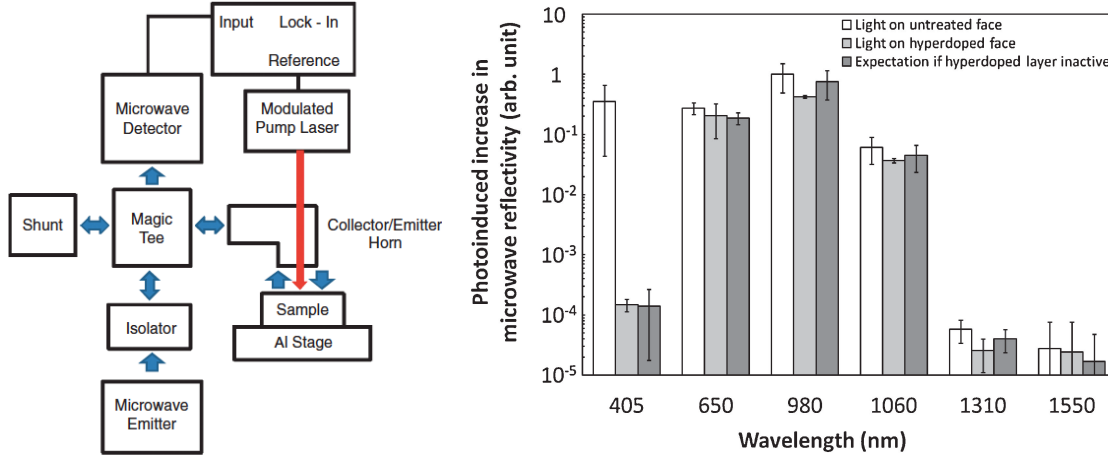 Input Lock - In
Reference
Microwave
Detector
Modulated
Pump Laser
Shunt
Magic
Tee
Collector/Emitter
Horn
Isolator
Sample
Al Stage
Microwave
Emitter
Photoinduced increase in
microwave reflectivity (arb. unit)
10
1
10⁻¹
10⁻²
10⁻³
10⁻⁴
10⁻⁵
Light on untreated face
Light on hyperdoped face
Expectation if hyperdoped layer inactive
405 650 980 1060 1310 1550
Wavelength (nm)